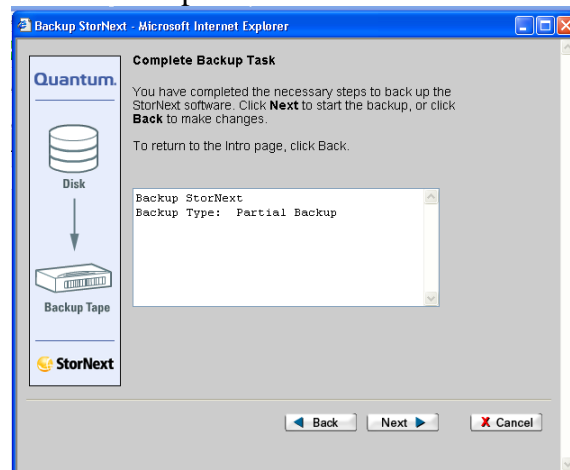 Backup StorNext - Microsoft Internet Explorer
Quantum.
Disk
Backup Tape
StorNext
Complete Backup Task
You have completed the necessary steps to back up the
StorNext software. Click Next to start the backup, or click
Back to make changes.
To return to the Intro page, click Back.
Backup StorNext
Backup Type: Partial Backup
Back Next X Cancel